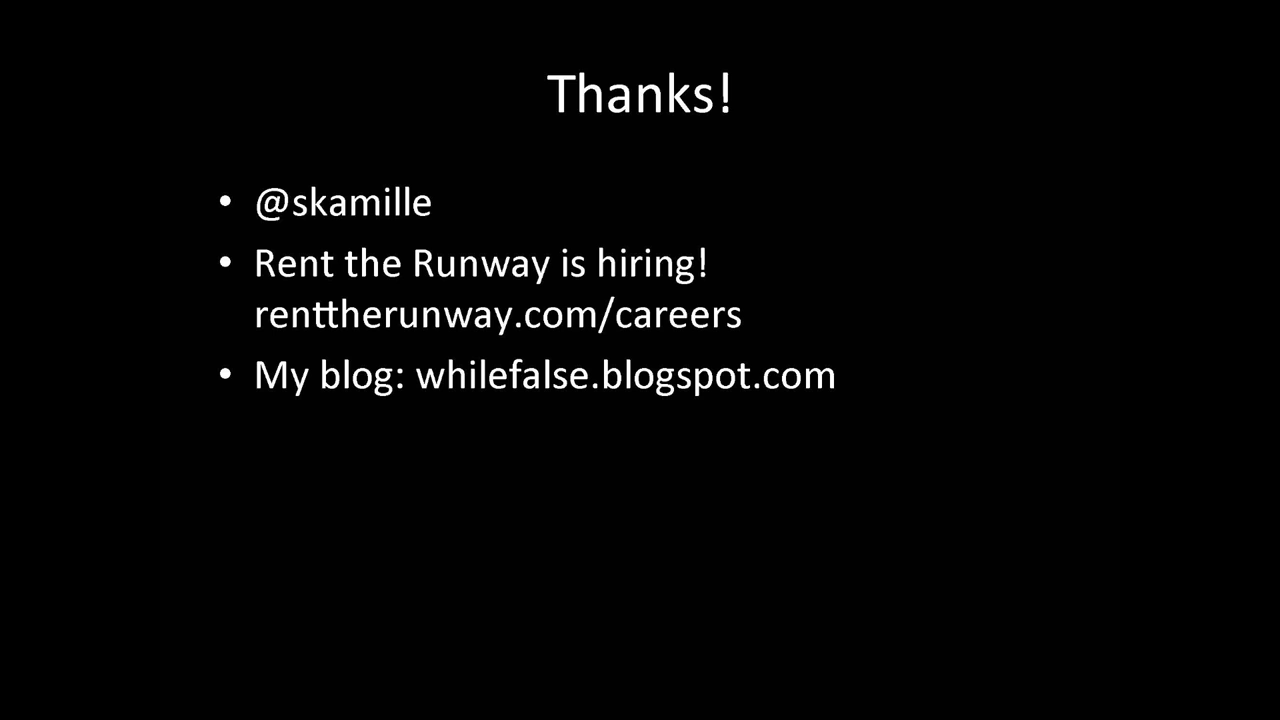 Thanks!
• @skamille
• Rent the Runway is hiring!
renttherunway.com/careers
• My blog: whilefalse.blogspot.com